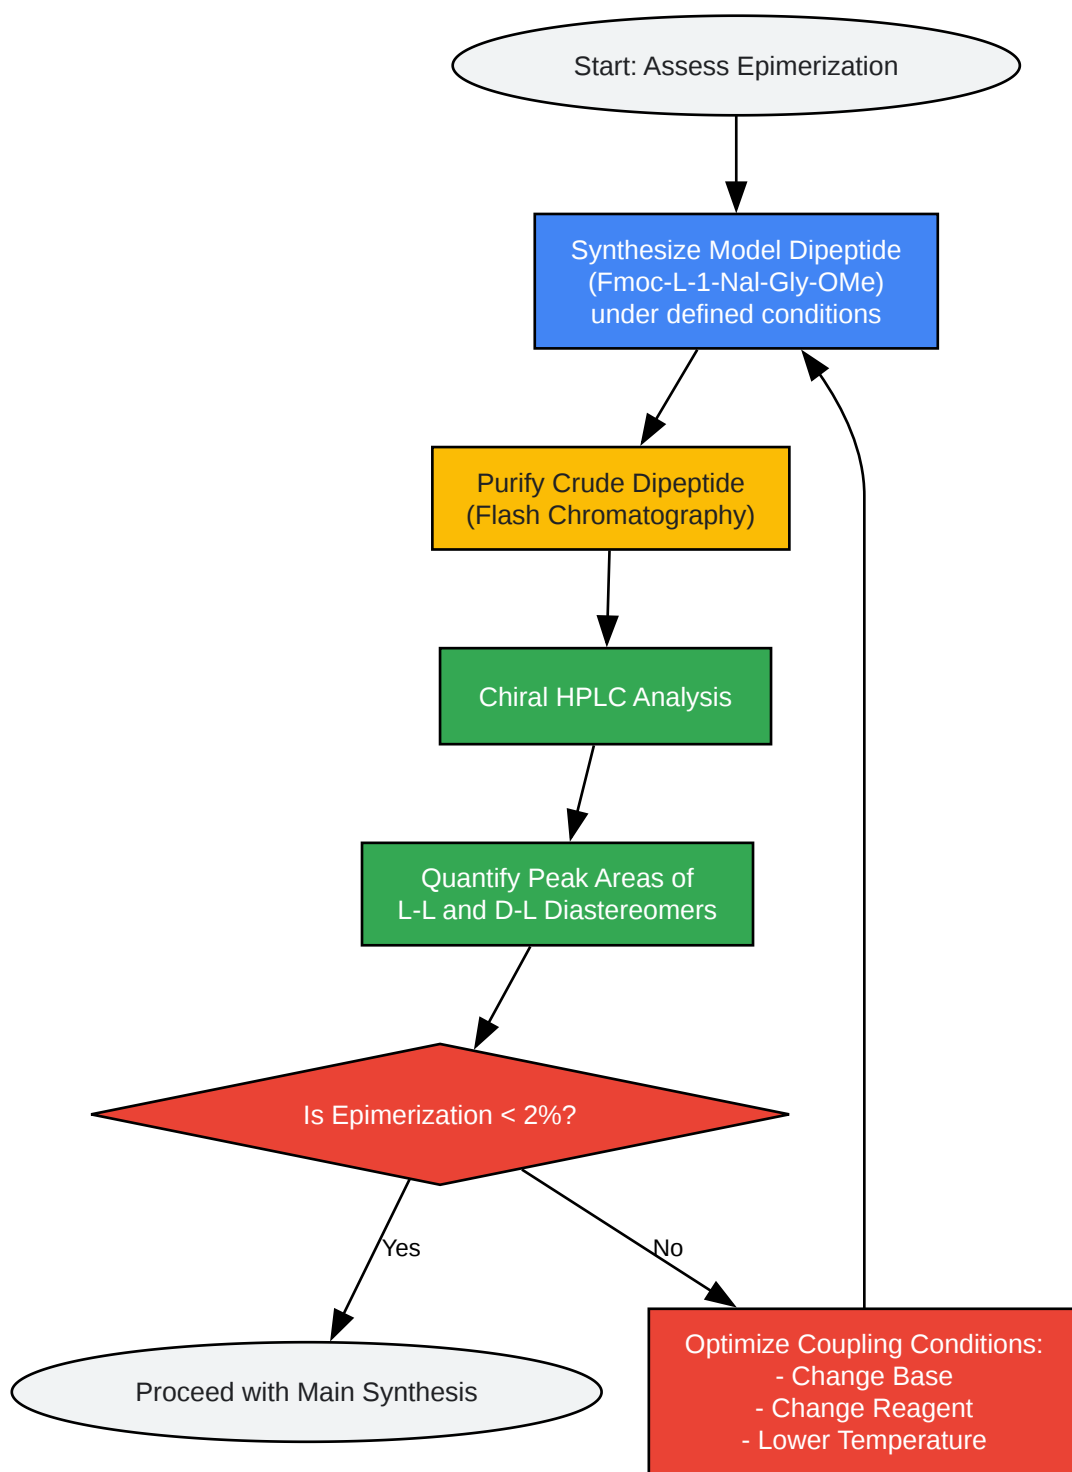 Start: Assess Epimerization
Synthesize Model Dipeptide
(Fmoc-L-1-Nal-Gly-OMe)
under defined conditions
Purify Crude Dipeptide
(Flash Chromatography)
Chiral HPLC Analysis
Quantify Peak Areas of
L-L and D-L Diastereomers
Is Epimerization < 2%?
Yes
No
Proceed with Main Synthesis
Optimize Coupling Conditions:
- Change Base
- Change Reagent
- Lower Temperature